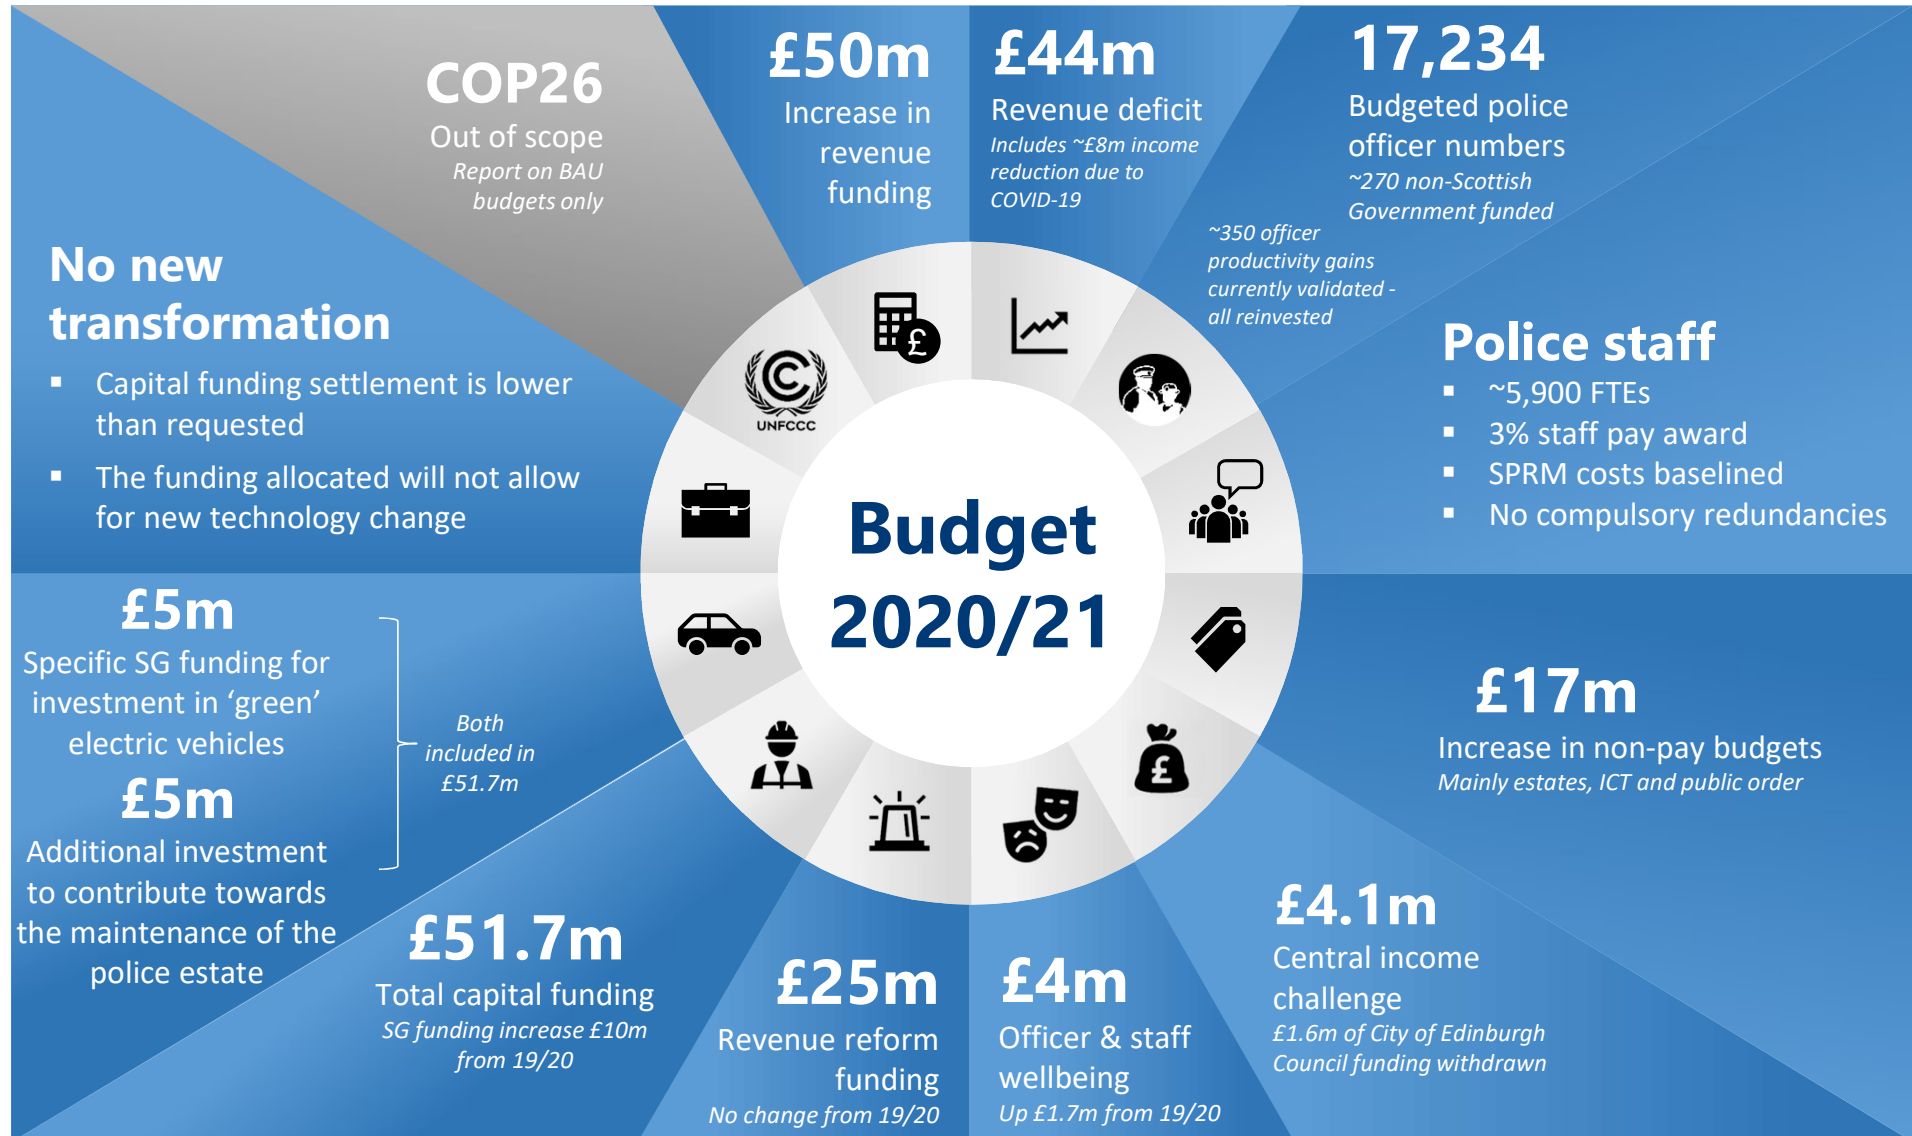 COP26
Out of scope
Report on BAU
budgets only
£50m
Increase in
revenue
funding
£44m
Revenue deficit
Includes ~£8m income
reduction due to
COVID-19
17,234
Budgeted police
officer numbers
~270 non-Scottish
Government funded
~350 officer
productivity gains
currently validated -
all reinvested
Police staff
▪ ~5,900 FTEs
▪ 3% staff pay award
▪ SPRM costs baselined
▪ No compulsory redundancies
£17m
Increase in non-pay budgets
Mainly estates, ICT and public order
£4.1m
Central income
challenge
£1.6m of City of Edinburgh
Council funding withdrawn
£4m
Officer & staff
wellbeing
Up £1.7m from 19/20
£25m
Revenue reform
funding
No change from 19/20
£51.7m
Total capital funding
SG funding increase £10m
from 19/20
£5m
Specific SG funding for
investment in ‘green’
electric vehicles
£5m
Additional investment
to contribute towards
the maintenance of the
police estate
Both
included in
£51.7m
No new
transformation
▪ Capital funding settlement is lower
than requested
▪ The funding allocated will not allow
for new technology change
UNFCCC
£
£
Budget
2020/21